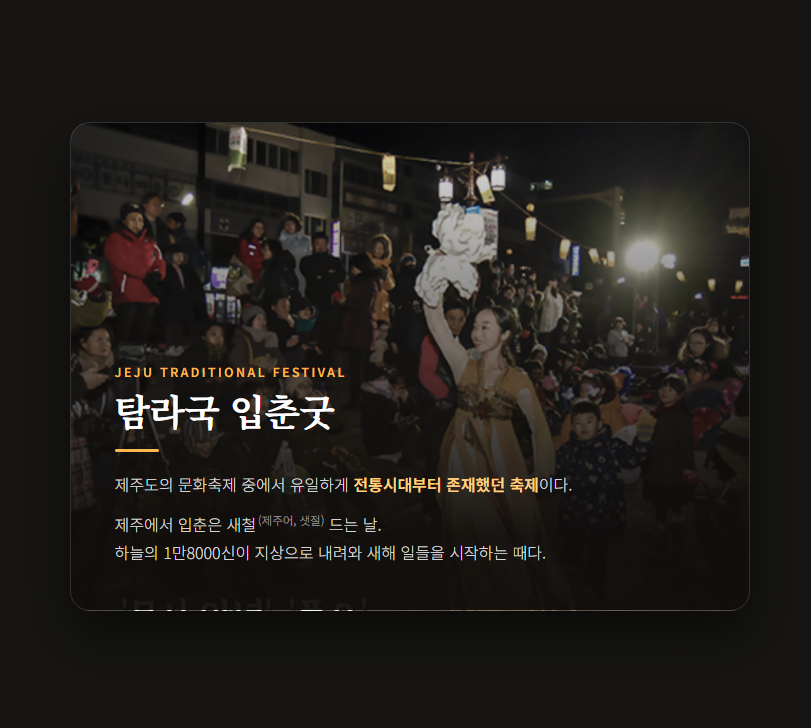 JEJU TRADITIONAL FESTIVAL
탐라국 입춘굿
제주도의 문화축제 중에서 유일하게 전통시대부터 존재했던 축제이다.
제주에서 입춘은 새철(제주어, 샛절) 드는 날.
하늘의 1만8000신이 지상으로 내려와 새해 일들을 시작하는 때다.